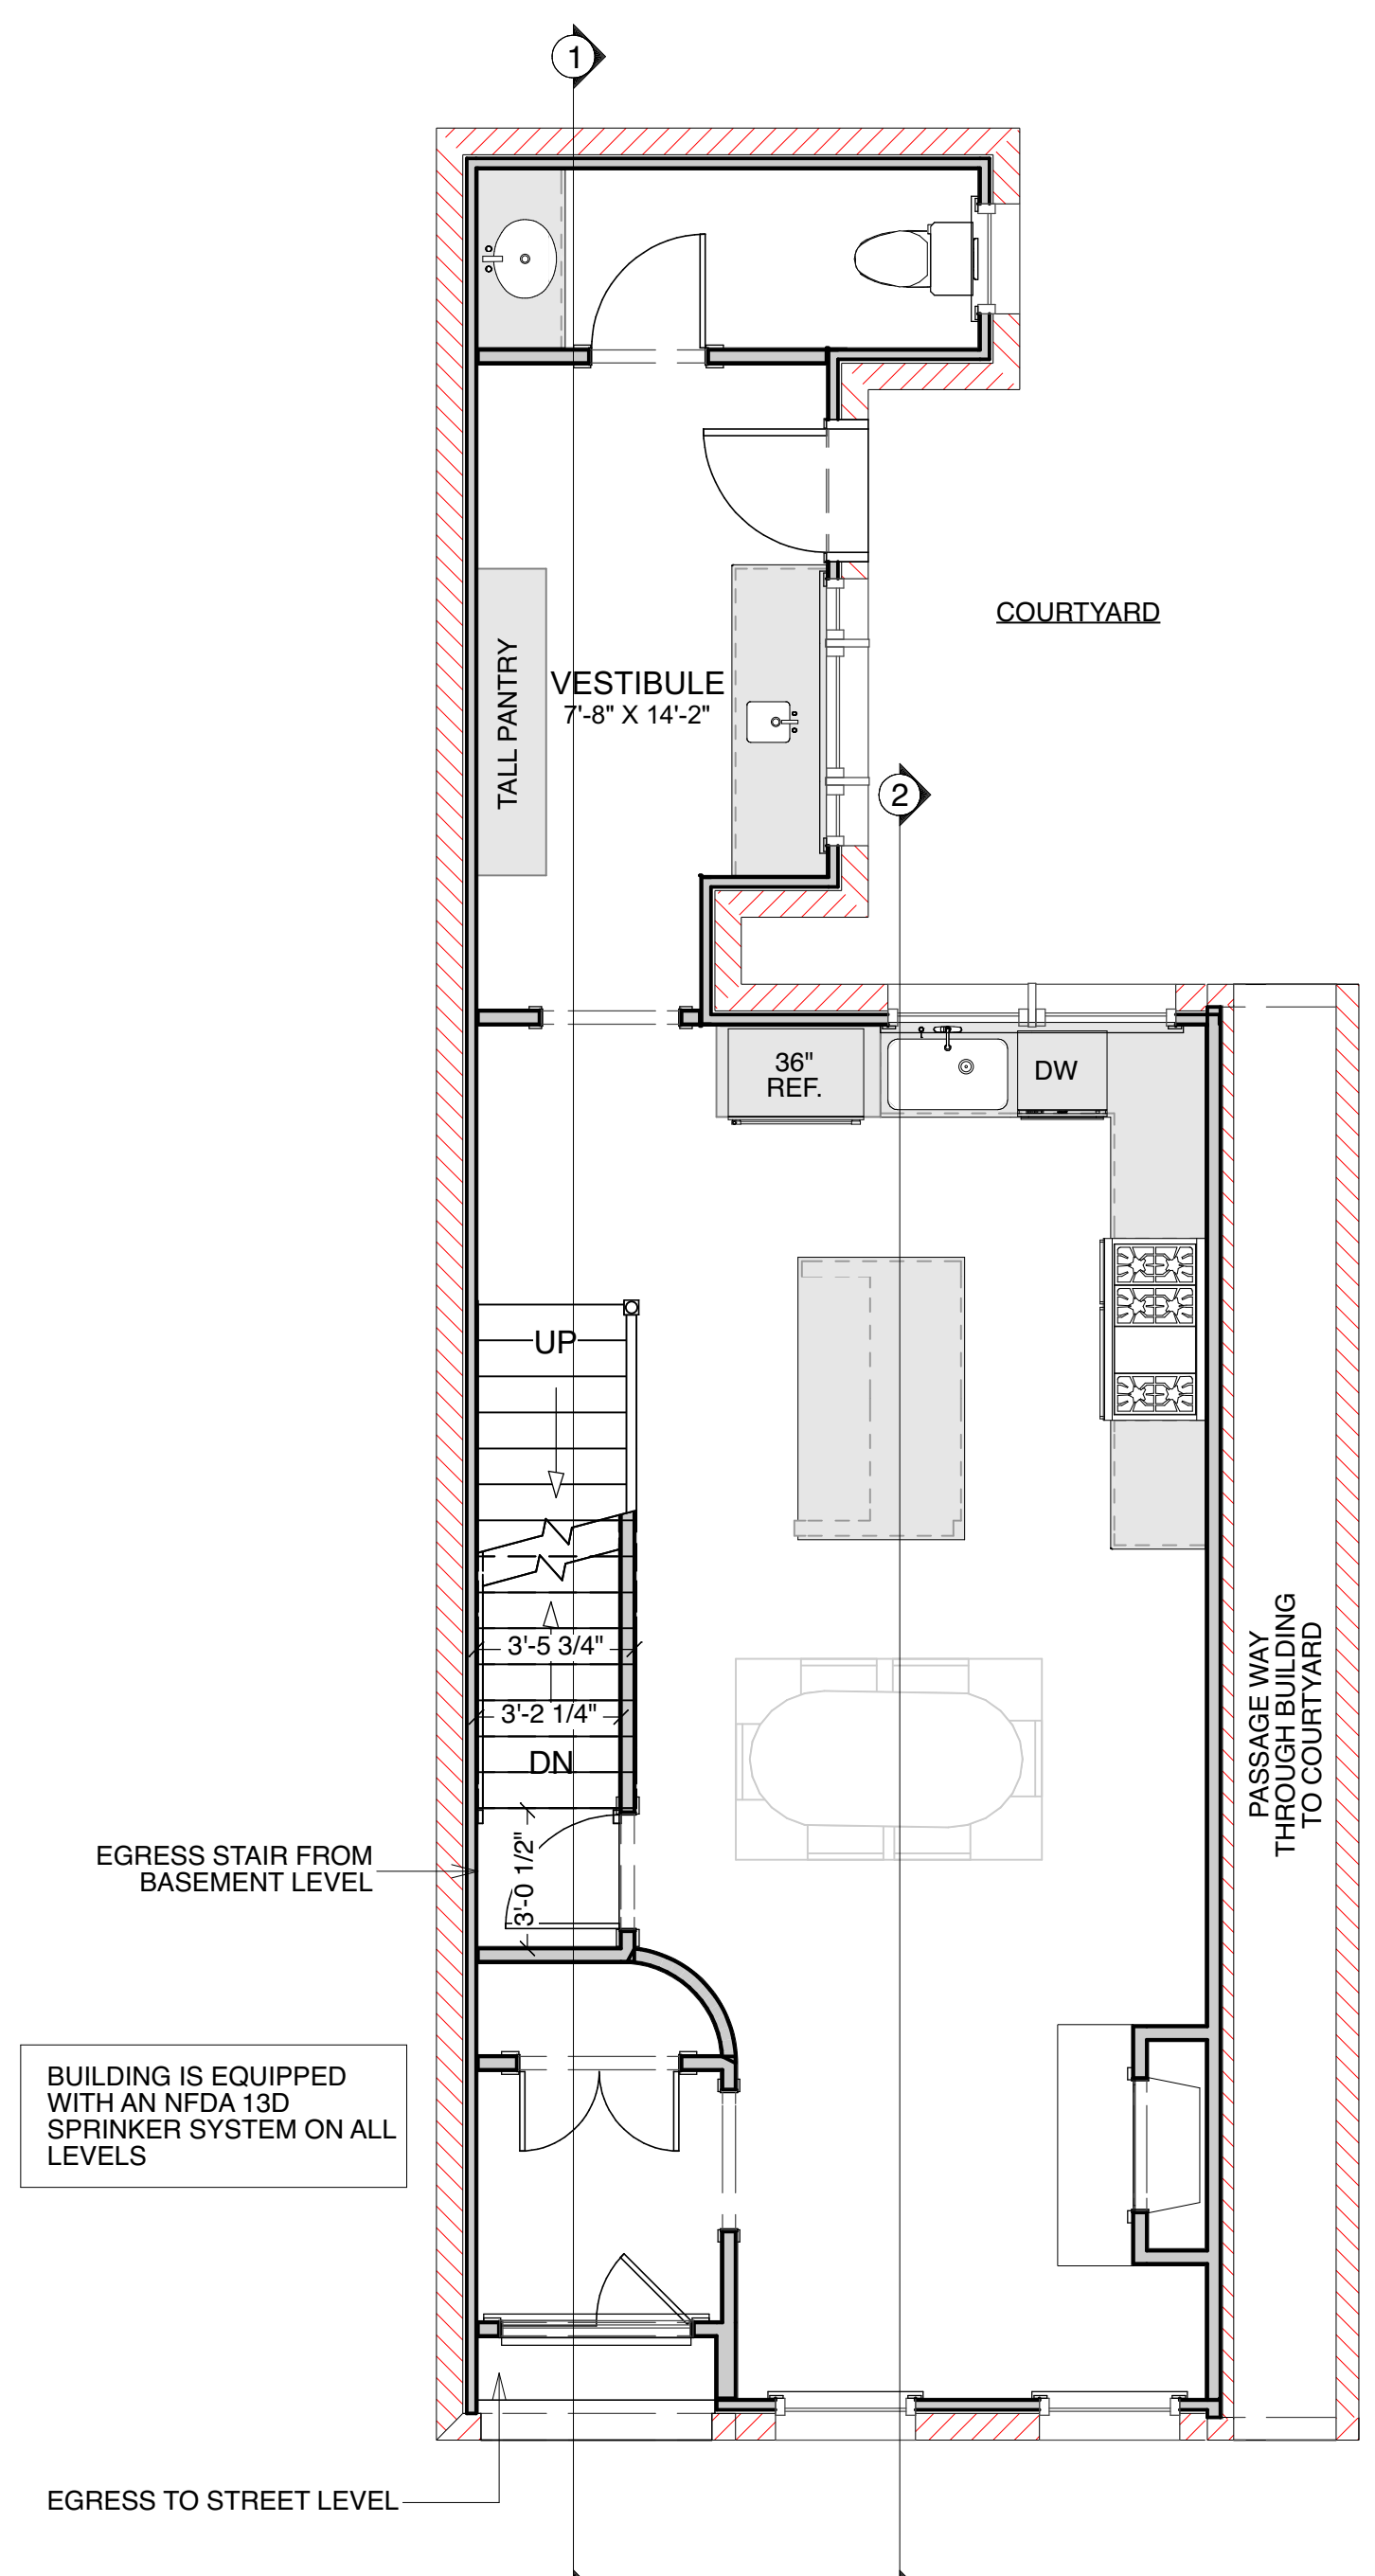 1
COURTYARD
TALL PANTRY
VESTIBULE
7'-8" X 14'-2"
2
36"
REF.
DW
UP
3'-5 3/4"
3'-2 1/4"
DN
3'-0 1/2"
PASSAGE WAY
THROUGH BUILDING
TO COURTYARD
EGRESS STAIR FROM
BASEMENT LEVEL
BUILDING IS EQUIPPED
WITH AN NFDA 13D
SPRINKER SYSTEM ON ALL
LEVELS
EGRESS TO STREET LEVEL